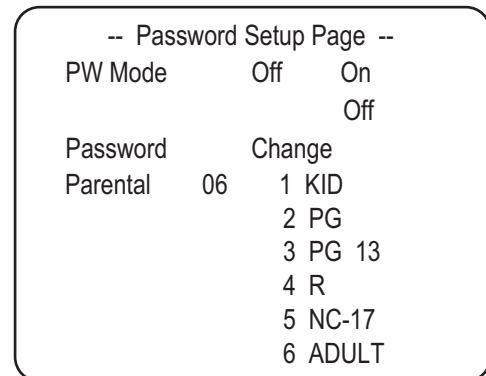 -- Password Setup Page --
PW Mode Off On
Off
Password Change
Parental 06 1 KID
2 PG
3 PG 13
4 R
5 NC-17
6 ADULT